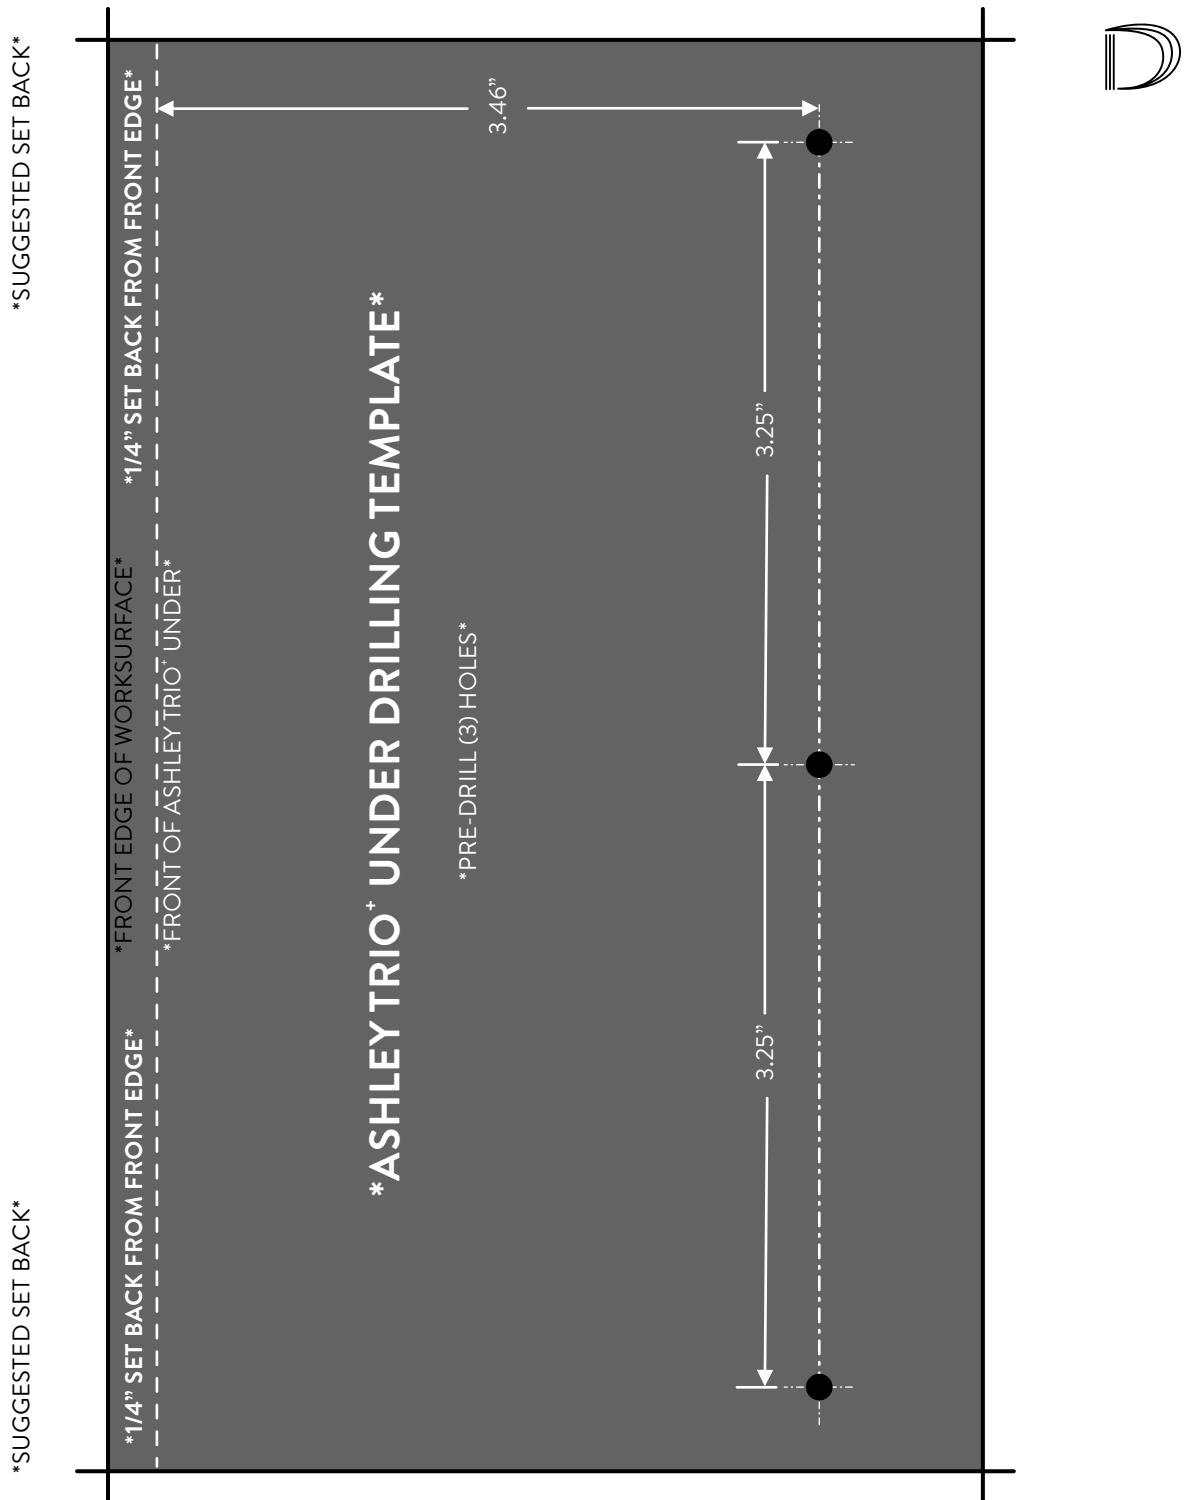 *SUGGESTED SET BACK*
*SUGGESTED SET BACK*
*FRONT EDGE OF WORKSURFACE*
*1/4” SET BACK FROM FRONT EDGE*
*1/4” SET BACK FROM FRONT EDGE*
*FRONT OF ASHLEY TRIO⁺ UNDER*
*ASHLEY TRIO⁺ UNDER DRILLING TEMPLATE*
*PRE-DRILL (3) HOLES*
3.46”
3.25”
3.25”
D